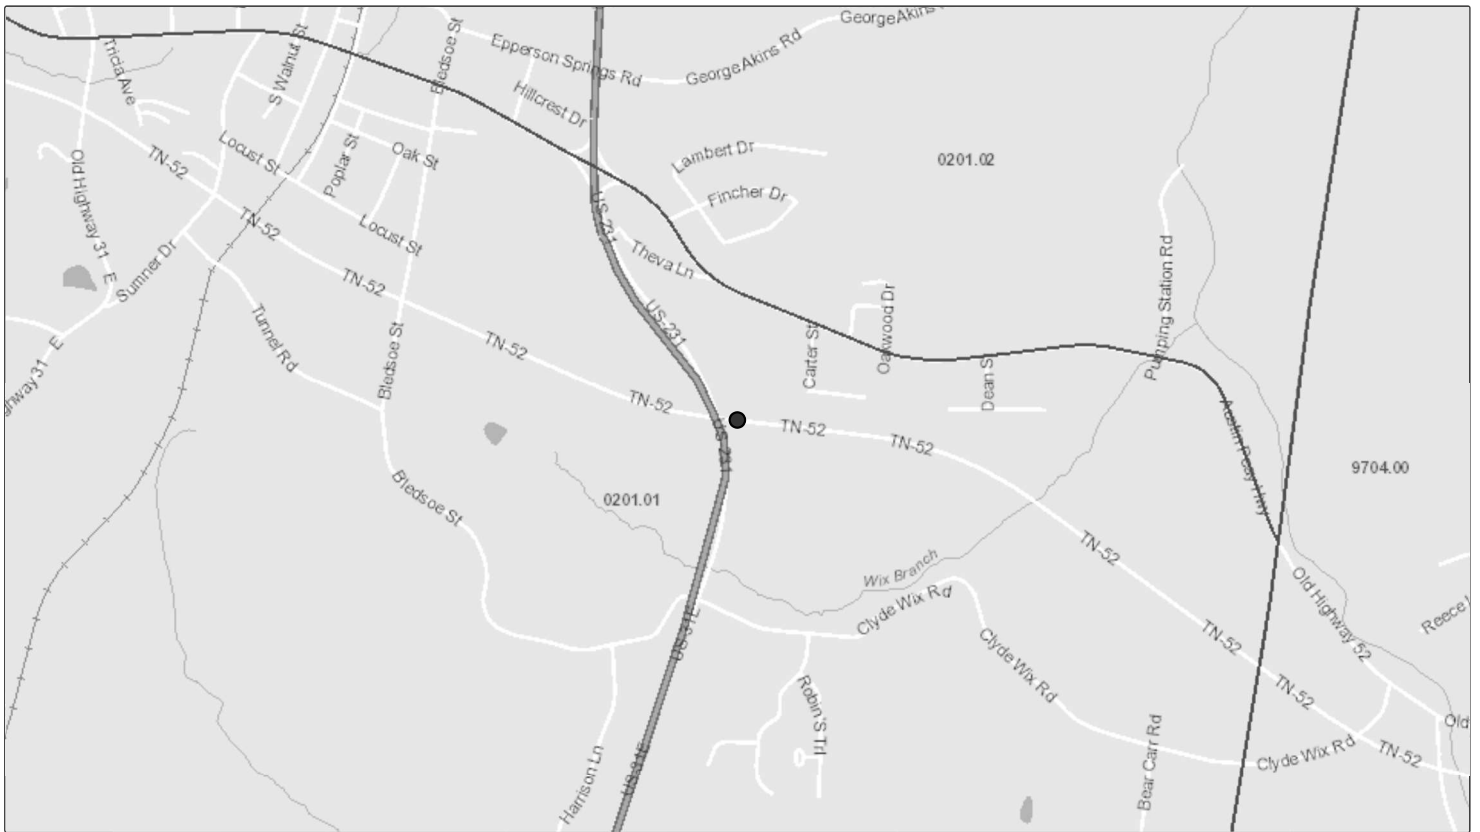 George Akins R
Bledsoe St
Epperson Springs Rd
George Akins Rd
S Walnut St
Tricia Ave
Hillcrest Dr
Locust St
Oak St
Poplar St
Lambert Dr
0201.02
TN-52
Fincher Dr
Old Highway 31 E
US-231
TN-52
Locust St
Theva Ln
Sumner Dr
Pumping Station Rd
TN-52
Oakwood Dr
US-231
Tunnel Rd
TN-52
Carter St
Bledsoe St
Dean S
ghway 31 E
TN-52
TN-52
TN-52
US-231
Austin Peay Hwy
9704.00
Bledsoe St
0201.01
TN-52
Wix Branch
Clyde Wix Rd
Old Highway 52
Reece
US-31E
TN-52
Clyde Wix Rd
TN-52
Robin'S Trl
Old
Bear Carr Rd
Clyde Wix Rd
TN-52
Harrison Ln
US-31E